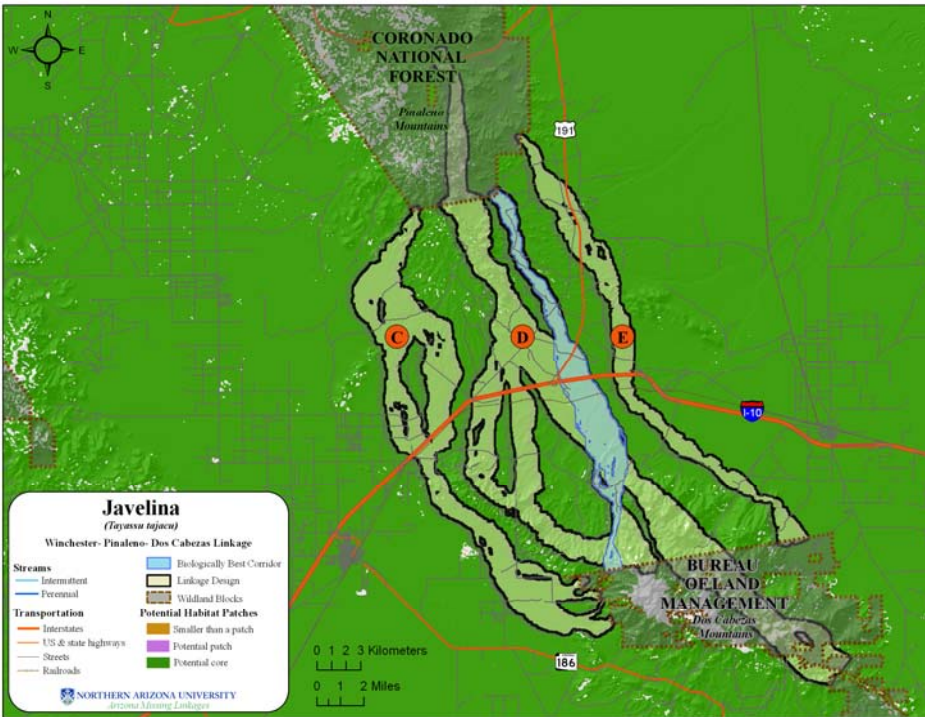 N
W E
S
CORONADO
NATIONAL
FOREST
Pinaleno
Mountains
191
C
D
E
I-10
BUREAU
OF LAND
MANAGEMENT
Dos Cabezas
Mountains
186
Javelina
(Tayassu tajacu)
Winchester- Pinaleno- Dos Cabezas Linkage
Streams
Intermittent
Perennial
Transportation
Interstates
US & state highways
Streets
Railroads
Biologically Best Corridor
Linkage Design
Wildland Blocks
Potential Habitat Patches
Smaller than a patch
Potential patch
Potential core
NORTHERN ARIZONA UNIVERSITY
Arizona Missing Linkages
0 1 2 3 Kilometers
0 1 2 Miles